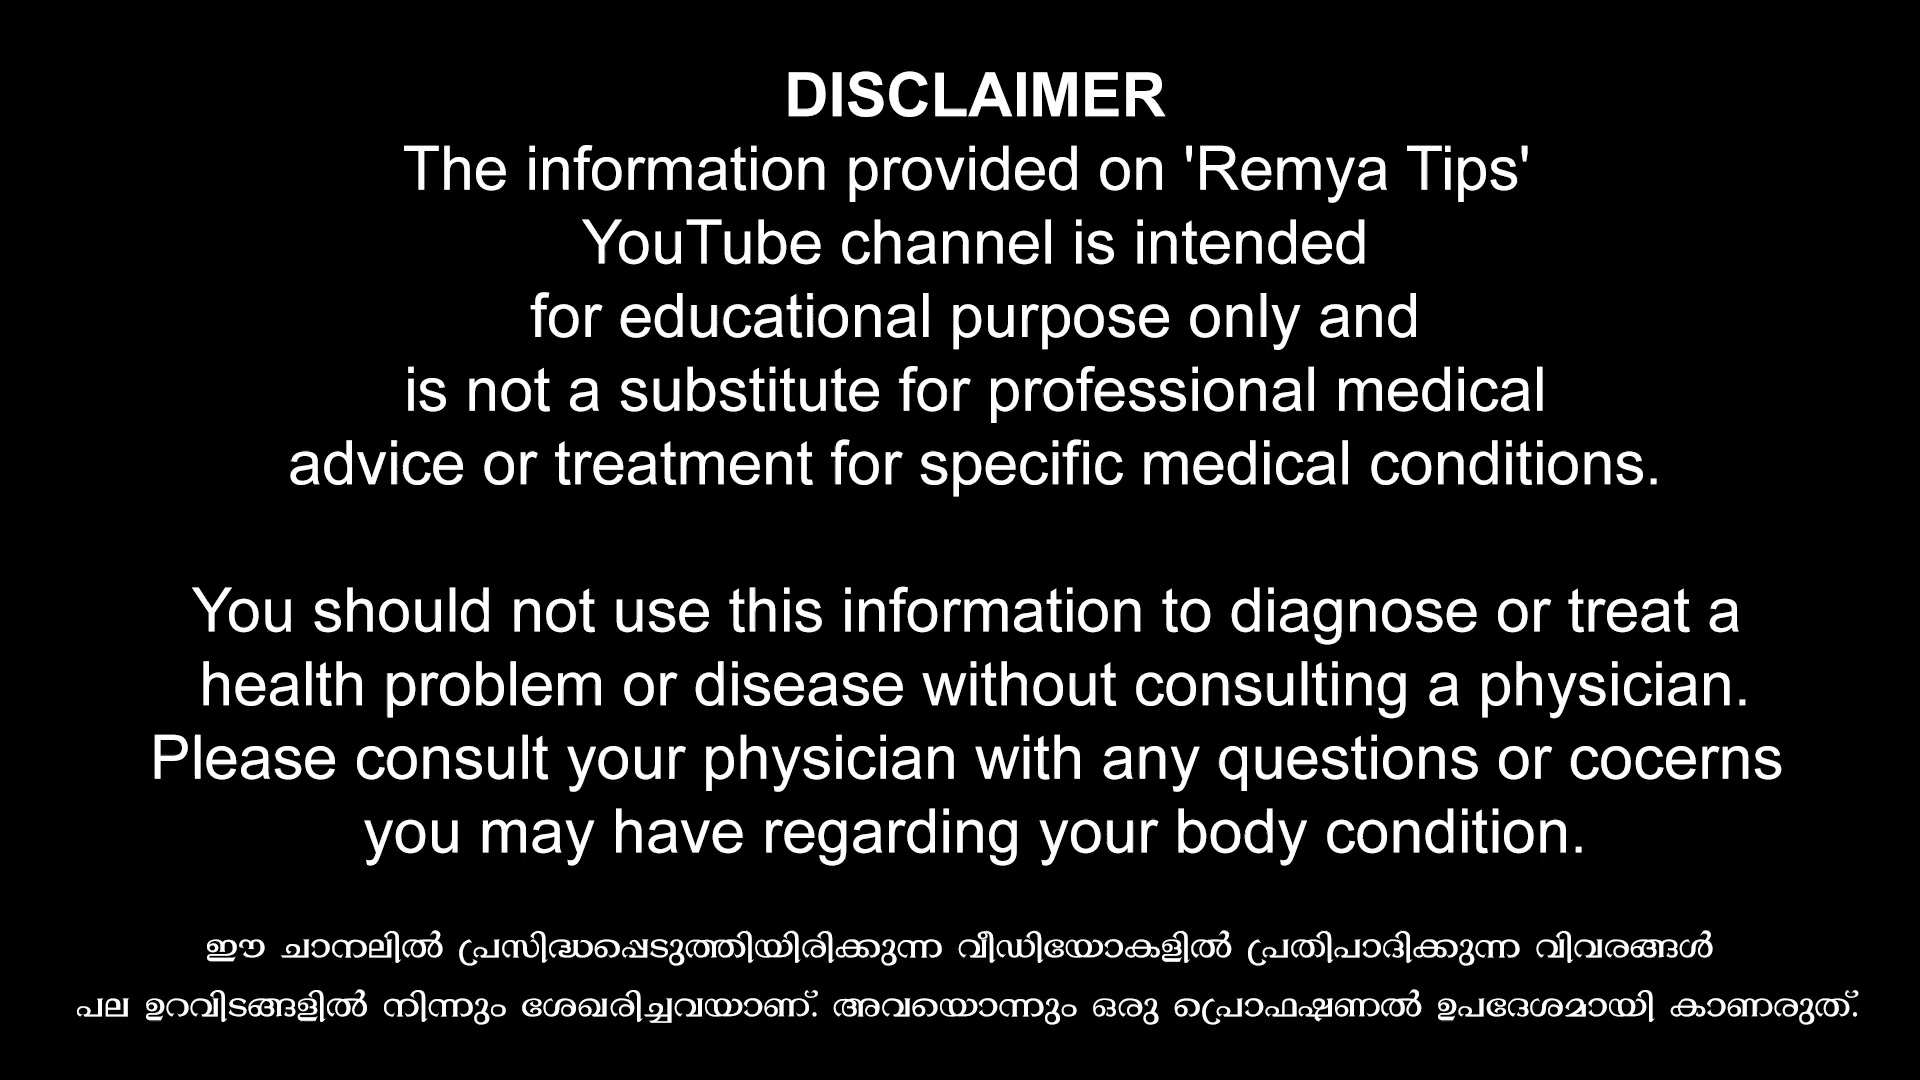 DISCLAIMER
The information provided on 'Remya Tips'
YouTube channel is intended
for educational purpose only and
is not a substitute for professional medical
advice or treatment for specific medical conditions.
You should not use this information to diagnose or treat a
health problem or disease without consulting a physician.
Please consult your physician with any questions or cocerns
you may have regarding your body condition.
ഈ ചാനലിൽ പ്രസിദ്ധപ്പെടുത്തിയിരിക്കുന്ന വീഡിയോകളിൽ പ്രതിപാദിക്കുന്ന വിവരങ്ങൾ
പല ഉറവിടങ്ങളിൽ നിന്നും ശേഖരിച്ചവയാണ്. അവയൊന്നും ഒരു പ്രൊഫഷണൽ ഉപദേശമായി കാണരുത്.